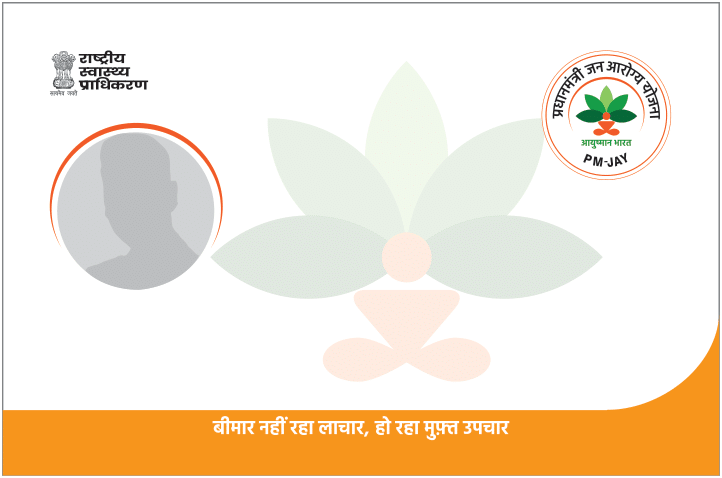 राष्ट्रीय
स्वास्थ्य
प्राधिकरण
सत्यमेव जयते
प्रधानमंत्री जन आरोग्य योजना
आयुष्मान भारत
PM-JAY
बीमार नहीं रहा लाचार, हो रहा मुफ़्त उपचार